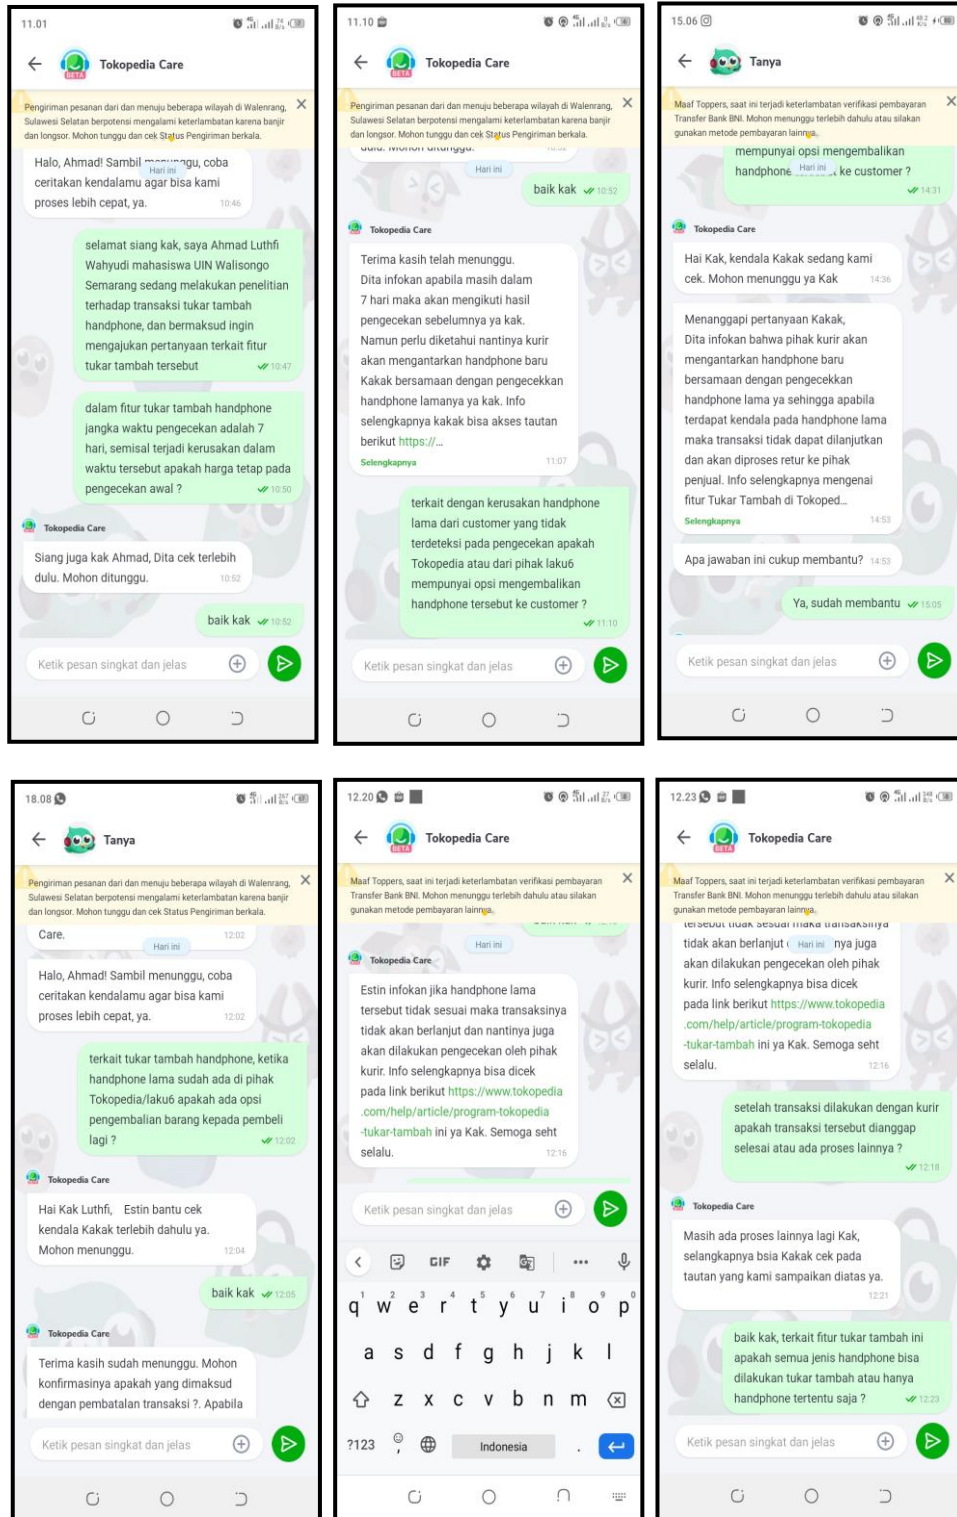 11.01
Tokopedia Care
BETA
Pengiriman pesanan dari dan menuju beberapa wilayah di Walenrang,
Sulawesi Selatan berpotensi mengalami keterlambatan karena banjir
dan longsor. Mohon tunggu dan cek Status Pengiriman berkala.
Halo, Ahmad! Sambil menunggu, coba
Hari ini
ceritakan kendalamu agar bisa kami
proses lebih cepat, ya. 10:46
selamat siang kak, saya Ahmad Luthfi
Wahyudi mahasiswa UIN Walisongo
Semarang sedang melakukan penelitian
terhadap transaksi tukar tambah
handphone, dan bermaksud ingin
mengajukan pertanyaan terkait fitur
tukar tambah tersebut 10:47
dalam fitur tukar tambah handphone
jangka waktu pengecekan adalah 7
hari, semisal terjadi kerusakan dalam
waktu tersebut apakah harga tetap pada
pengecekan awal ? 10:50
Tokopedia Care
Siang juga kak Ahmad, Dita cek terlebih
dulu. Mohon ditunggu. 10:52
baik kak 10:52
Ketik pesan singkat dan jelas
11.10
Tokopedia Care
BETA
Pengiriman pesanan dari dan menuju beberapa wilayah di Walenrang,
Sulawesi Selatan berpotensi mengalami keterlambatan karena banjir
dan longsor. Mohon tunggu dan cek Status Pengiriman berkala.
dulu. Mohon ditunggu. 10:52
Hari ini
baik kak 10:52
Tokopedia Care
Terima kasih telah menunggu.
Dita infokan apabila masih dalam
7 hari maka akan mengikuti hasil
pengecekan sebelumnya ya kak.
Namun perlu diketahui nantinya kurir
akan mengantarkan handphone baru
Kakak bersamaan dengan pengecekkan
handphone lamanya ya kak. Info
selengkapnya kakak bisa akses tautan
berikut https://...
Selengkapnya 11:07
terkait dengan kerusakan handphone
lama dari customer yang tidak
terdeteksi pada pengecekan apakah
Tokopedia atau dari pihak laku6
mempunyai opsi mengembalikan
handphone tersebut ke customer ?
11:10
Ketik pesan singkat dan jelas
15.06
Tanya
Maaf Toppers, saat ini terjadi keterlambatan verifikasi pembayaran
Transfer Bank BNI. Mohon menunggu terlebih dahulu atau silakan
gunakan metode pembayaran lainnya.
mempunyai opsi mengembalikan
handphone ke customer ?
Hari ini
14:31
Tokopedia Care
Hai Kak, kendala Kakak sedang kami
cek. Mohon menunggu ya Kak 14:36
Menanggapi pertanyaan Kakak,
Dita infokan bahwa pihak kurir akan
mengantarkan handphone baru
bersamaan dengan pengecekkan
handphone lama ya sehingga apabila
terdapat kendala pada handphone lama
maka transaksi tidak dapat dilanjutkan
dan akan diproses retur ke pihak
penjual. Info selengkapnya mengenai
fitur Tukar Tambah di Tokoped...
Selengkapnya 14:53
Apa jawaban ini cukup membantu? 14:53
Ya, sudah membantu 15:05
Ketik pesan singkat dan jelas
18.08
Tanya
Pengiriman pesanan dari dan menuju beberapa wilayah di Walenrang,
Sulawesi Selatan berpotensi mengalami keterlambatan karena banjir
dan longsor. Mohon tunggu dan cek Status Pengiriman berkala.
Care. 12:02
Hari ini
Halo, Ahmad! Sambil menunggu, coba
ceritakan kendalamu agar bisa kami
proses lebih cepat, ya. 12:02
terkait tukar tambah handphone, ketika
handphone lama sudah ada di pihak
Tokopedia/laku6 apakah ada opsi
pengembalian barang kepada pembeli
lagi ? 12:02
Tokopedia Care
Hai Kak Luthfi, Estin bantu cek
kendala Kakak terlebih dahulu ya.
Mohon menunggu. 12:04
baik kak 12:05
Tokopedia Care
Terima kasih sudah menunggu. Mohon
konfirmasinya apakah yang dimaksud
dengan pembatalan transaksi ?. Apabila
Ketik pesan singkat dan jelas
12.20
Tokopedia Care
BETA
Maaf Toppers, saat ini terjadi keterlambatan verifikasi pembayaran
Transfer Bank BNI. Mohon menunggu terlebih dahulu atau silakan
gunakan metode pembayaran lainnya.
Hari ini
Tokopedia Care
Estin infokan jika handphone lama
tersebut tidak sesuai maka transaksinya
tidak akan berlanjut dan nantinya juga
akan dilakukan pengecekan oleh pihak
kurir. Info selengkapnya bisa dicek
pada link berikut https://www.tokopedia
.com/help/article/program-tokopedia
-tukar-tambah ini ya Kak. Semoga seht
selalu. 12:16
Ketik pesan singkat dan jelas
GIF
q1 w2 e3 r4 t5 y6 u7 i8 o9 p0
a s d f g h j k l
z x c v b n m
?123 , Indonesia .
12.23
Tokopedia Care
BETA
Maaf Toppers, saat ini terjadi keterlambatan verifikasi pembayaran
Transfer Bank BNI. Mohon menunggu terlebih dahulu atau silakan
gunakan metode pembayaran lainnya.
tersebut tidak sesuai maka transaksinya
tidak akan berlanjut nya juga
Hari ini
akan dilakukan pengecekan oleh pihak
kurir. Info selengkapnya bisa dicek
pada link berikut https://www.tokopedia
.com/help/article/program-tokopedia
-tukar-tambah ini ya Kak. Semoga seht
selalu. 12:16
setelah transaksi dilakukan dengan kurir
apakah transaksi tersebut dianggap
selesai atau ada proses lainnya ?
12:18
Tokopedia Care
Masih ada proses lainnya lagi Kak,
selangkapnya bsia Kakak cek pada
tautan yang kami sampaikan diatas ya.
12:21
baik kak, terkait fitur tukar tambah ini
apakah semua jenis handphone bisa
dilakukan tukar tambah atau hanya
handphone tertentu saja ? 12:23
Ketik pesan singkat dan jelas